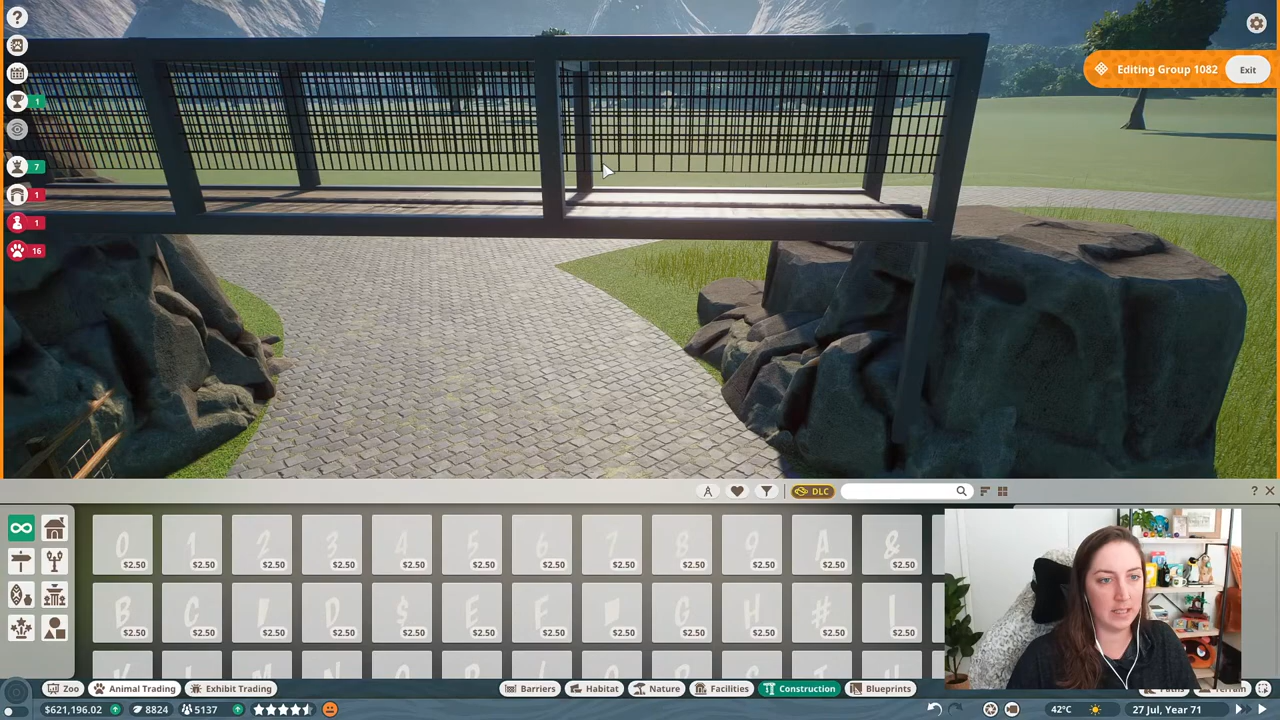 ?
1
7
1
1
16
Editing Group 1082 Exit
DLC
? ×
0 $2.50 1 $2.50 2 $2.50 3 $2.50 4 $2.50 5 $2.50 6 $2.50 7 $2.50 8 $2.50 9 $2.50 A $2.50 & $2.50
B $2.50 C $2.50 $2.50 D $2.50 $ $2.50 E $2.50 F $2.50 $2.50 G $2.50 H $2.50 # $2.50 I $2.50
Zoo Animal Trading Exhibit Trading Barriers Habitat Nature Facilities Construction Blueprints
$621,196.02 8824 5137 42°C 27 Jul, Year 71